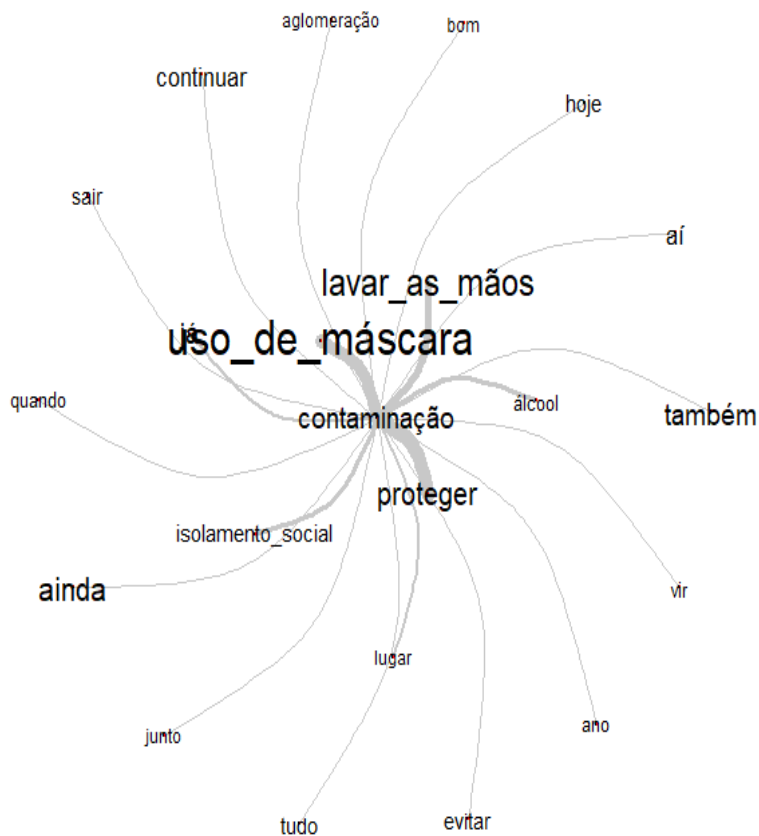 aglomeração
bom
continuar
hoje
sair
aí
lavar_as_mãos
uso_de_máscara
já
quando
álcool
contaminação
também
proteger
isolamento_social
ainda
vir
lugar
junto
ano
tudo
evitar